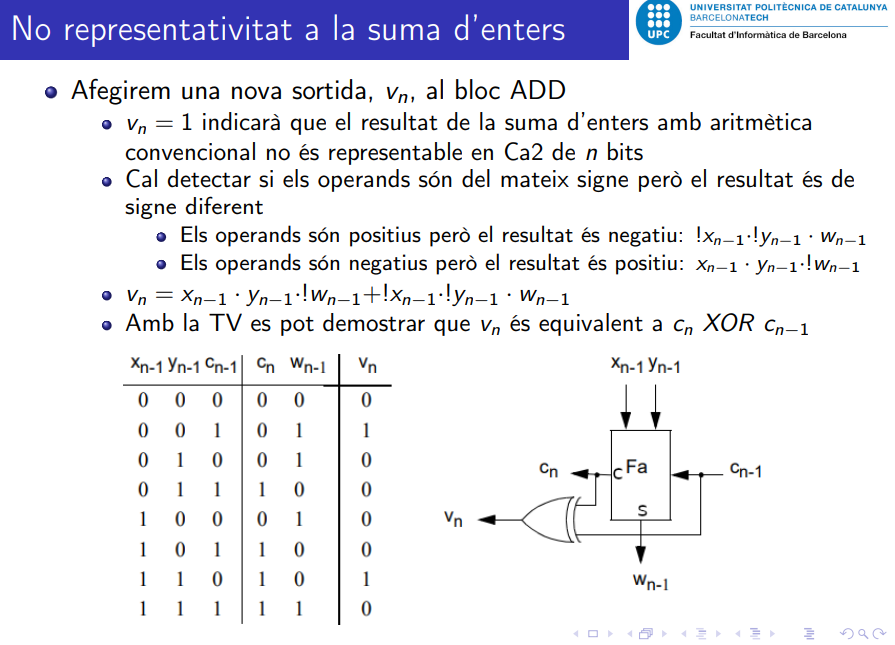 No representativitat a la suma d'enters
UNIVERSITAT POLITÈCNICA DE CATALUNYA
BARCELONATECH
Facultat d'Informàtica de Barcelona
UPC
Afegirem una nova sortida, vₙ, al bloc ADD
vₙ = 1 indicarà que el resultat de la suma d'enters amb aritmètica
convencional no és representable en Ca2 de n bits
Cal detectar si els operands són del mateix signe però el resultat és de
signe diferent
Els operands són positius però el resultat és negatiu: !xₙ₋₁·!yₙ₋₁ · wₙ₋₁
Els operands són negatius però el resultat és positiu: xₙ₋₁ · yₙ₋₁·!wₙ₋₁
vₙ = xₙ₋₁ · yₙ₋₁·!wₙ₋₁+!xₙ₋₁·!yₙ₋₁ · wₙ₋₁
Amb la TV es pot demostrar que vₙ és equivalent a cₙ XOR cₙ₋₁
xn-1 yn-1 cn-1 cn wn-1 vn
0 0 0 0 0 0
0 0 1 0 1 1
0 1 0 0 1 0
0 1 1 1 0 0
1 0 0 0 1 0
1 0 1 1 0 0
1 1 0 1 0 1
1 1 1 1 1 0
xn-1 yn-1
cn
c Fa
cn-1
s
vn
wn-1